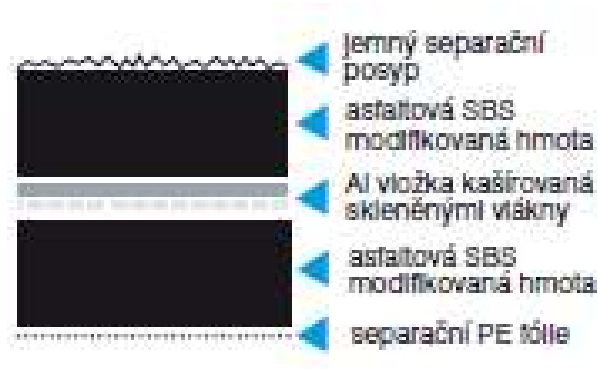 jemný separační
posyp
asfaltová SBS
modifikovaná hmota
Al vložka kašírovaná
skleněnými vlákny
asfaltová SBS
modifikovaná hmota
separační PE fólie